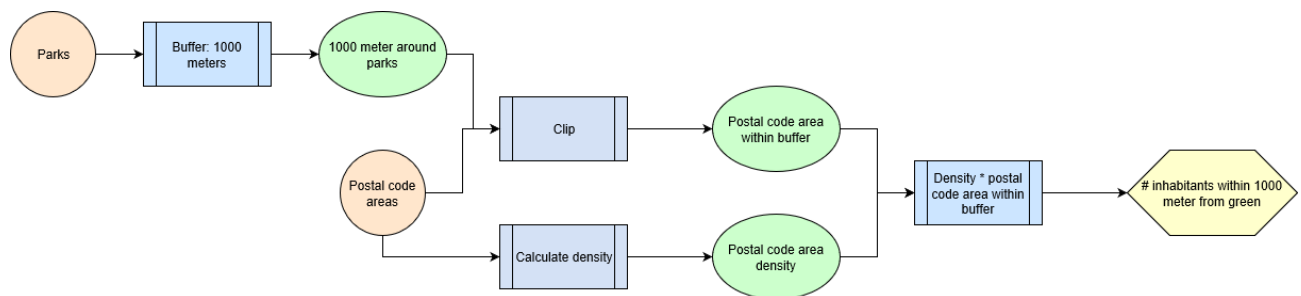 Parks
Buffer: 1000
meters
1000 meter around
parks
Clip
Postal code area
within buffer
Postal code
areas
Density * postal
code area within
buffer
# inhabitants within 1000
meter from green
Calculate density
Postal code area
density